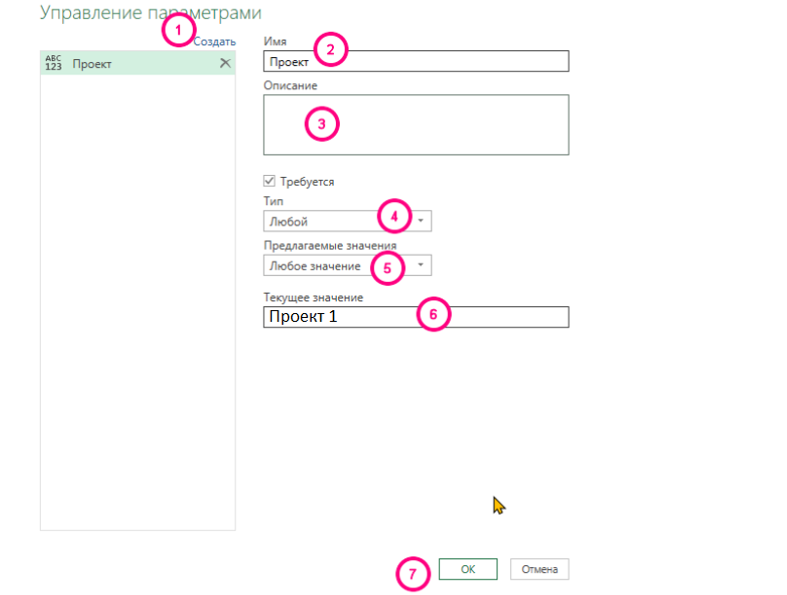 Управление параметрами
1
Создать
ABC
123 Проект
Имя
2
Проект
Описание
3
Требуется
Тип
Любой
4
Предлагаемые значения
Любое значение
5
Текущее значение
Проект 1
6
7
ОК
Отмена